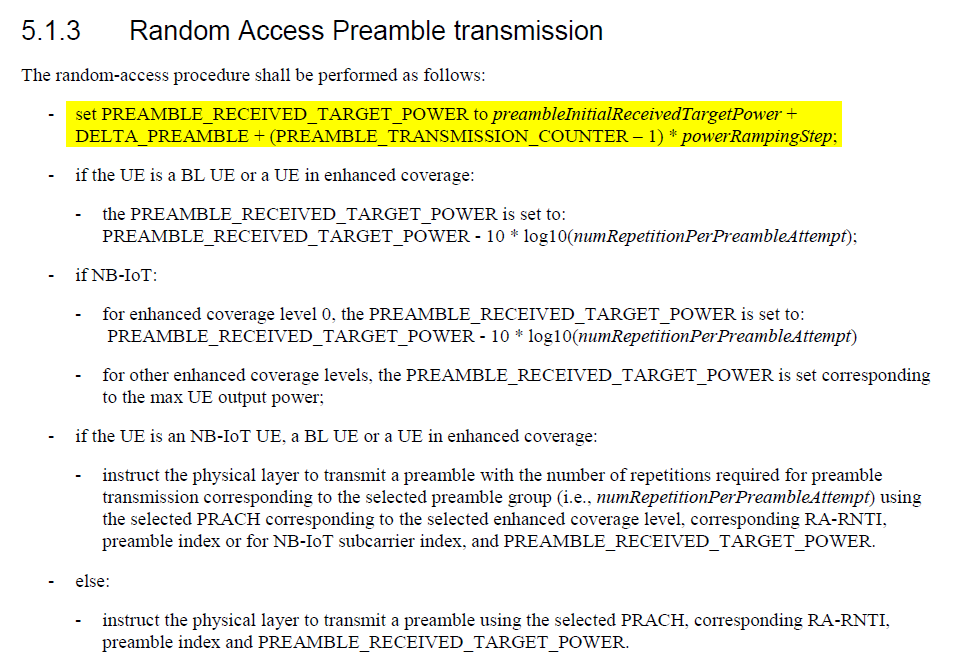 5.1.3 Random Access Preamble transmission
The random-access procedure shall be performed as follows:
- set PREAMBLE_RECEIVED_TARGET_POWER to preambleInitialReceivedTargetPower +
DELTA_PREAMBLE + (PREAMBLE_TRANSMISSION_COUNTER – 1) * powerRampingStep;
- if the UE is a BL UE or a UE in enhanced coverage:
- the PREAMBLE_RECEIVED_TARGET_POWER is set to:
PREAMBLE_RECEIVED_TARGET_POWER - 10 * log10(numRepetitionPerPreambleAttempt);
- if NB-IoT:
- for enhanced coverage level 0, the PREAMBLE_RECEIVED_TARGET_POWER is set to:
PREAMBLE_RECEIVED_TARGET_POWER - 10 * log10(numRepetitionPerPreambleAttempt)
- for other enhanced coverage levels, the PREAMBLE_RECEIVED_TARGET_POWER is set corresponding
to the max UE output power;
- if the UE is an NB-IoT UE, a BL UE or a UE in enhanced coverage:
- instruct the physical layer to transmit a preamble with the number of repetitions required for preamble
transmission corresponding to the selected preamble group (i.e., numRepetitionPerPreambleAttempt) using
the selected PRACH corresponding to the selected enhanced coverage level, corresponding RA-RNTI,
preamble index or for NB-IoT subcarrier index, and PREAMBLE_RECEIVED_TARGET_POWER.
- else:
- instruct the physical layer to transmit a preamble using the selected PRACH, corresponding RA-RNTI,
preamble index and PREAMBLE_RECEIVED_TARGET_POWER.